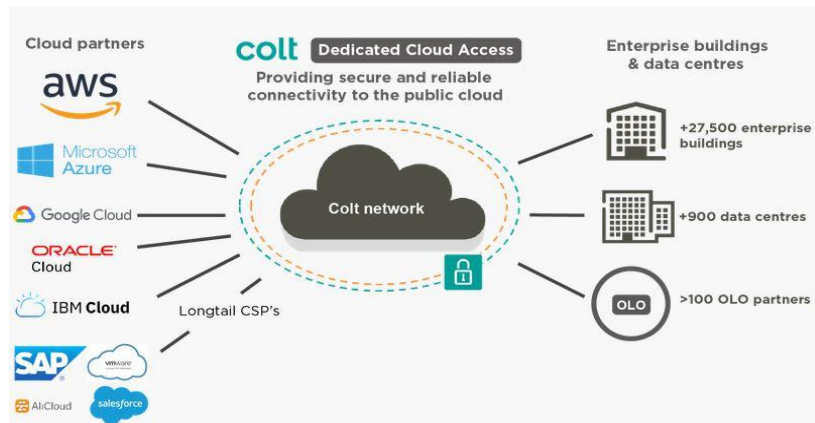 Cloud partners
aws
Microsoft
Azure
Google Cloud
ORACLE
Cloud
IBM Cloud
Longtail CSP's
SAP
vmware
AliCloud
salesforce
colt Dedicated Cloud Access
Providing secure and reliable
connectivity to the public cloud
Colt network
Enterprise buildings
& data centres
+27,500 enterprise
buildings
+900 data centres
OLO
>100 OLO partners